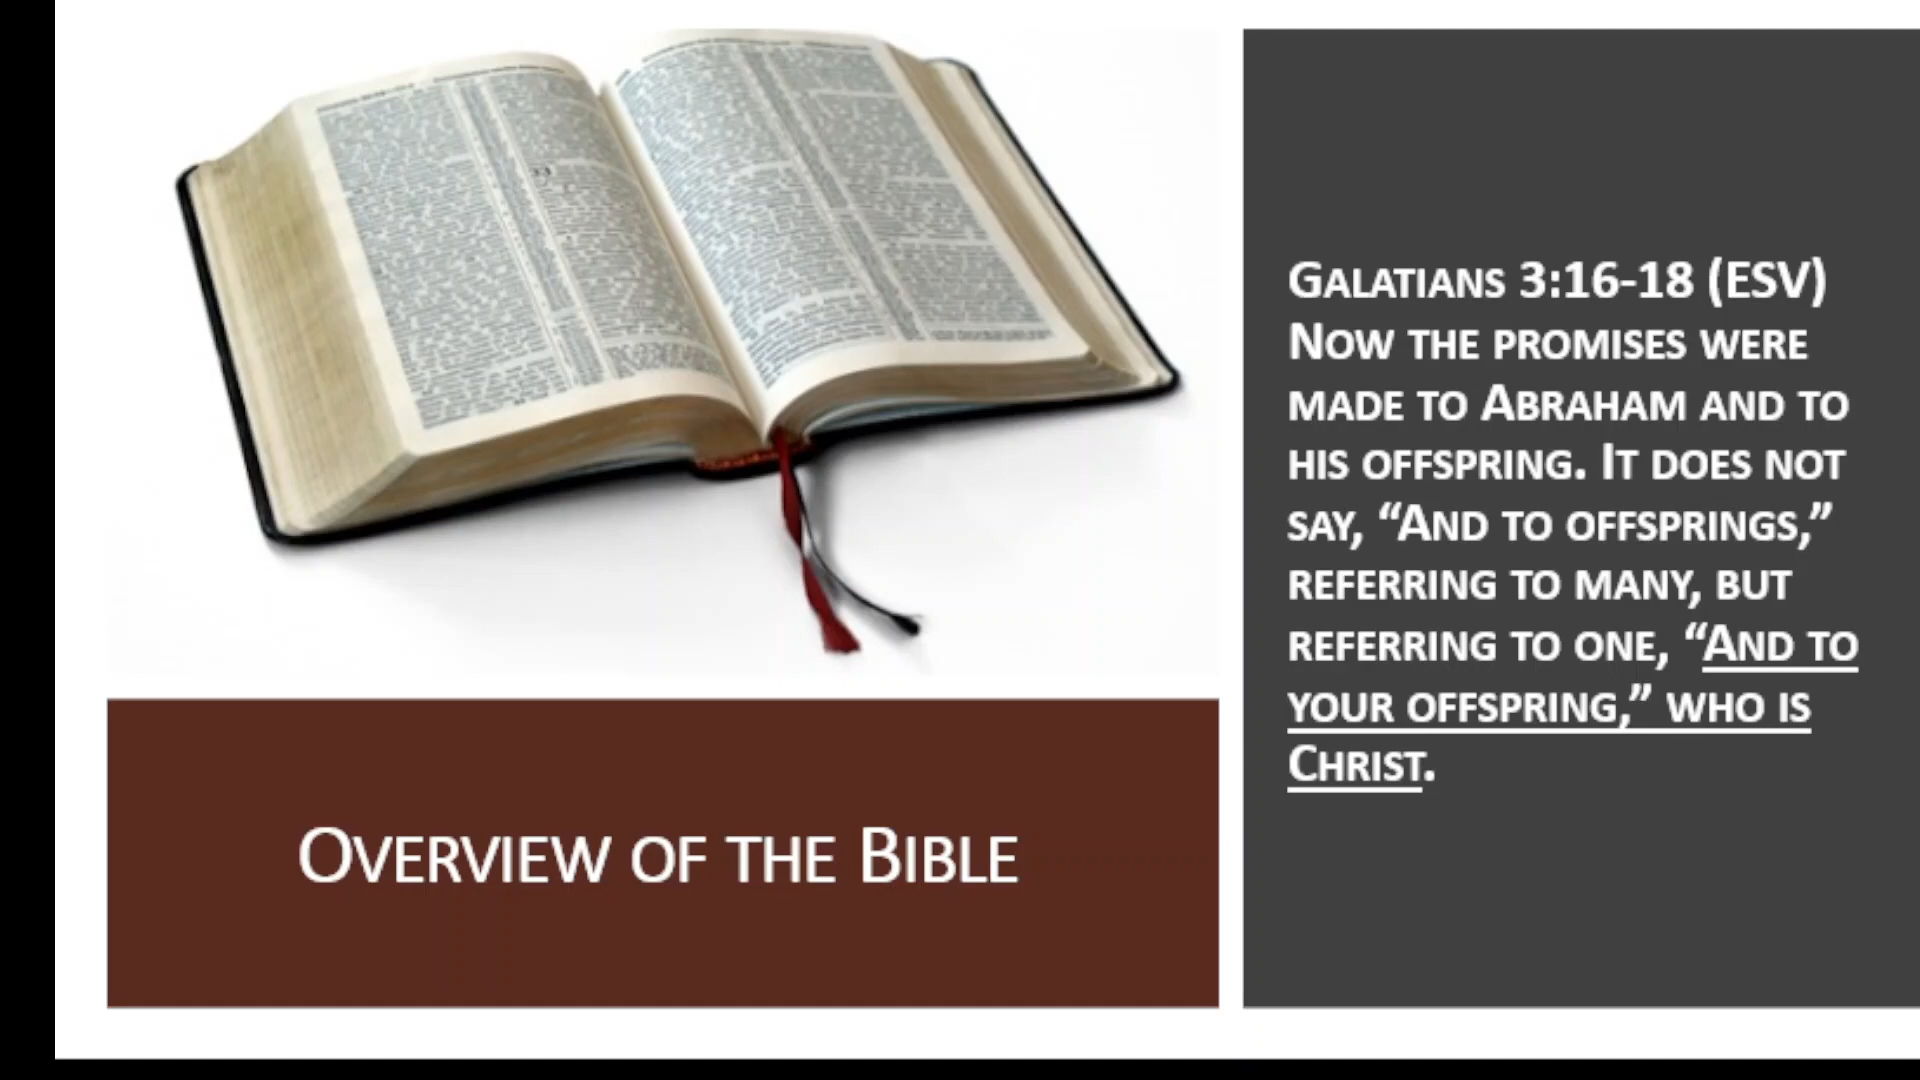 Galatians 3:16-18 (ESV)
Now the promises were
made to Abraham and to
his offspring. It does not
say, “And to offsprings,”
referring to many, but
referring to one, “And to
your offspring,” who is
Christ.
Overview of the Bible